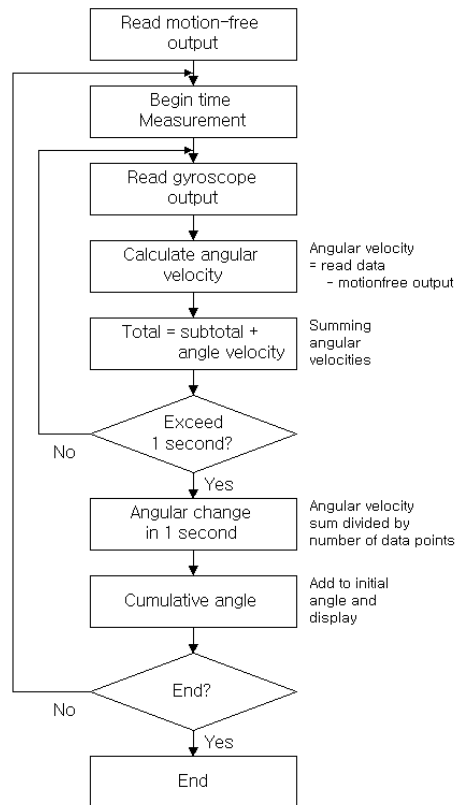 Read motion-free
output
Begin time
Measurement
Read gyroscope
output
Calculate angular
velocity
Angular velocity
= read data
- motionfree output
Total = subtotal +
angle velocity
Summing
angular
velocities
Exceed
1 second?
No
Yes
Angular change
in 1 second
Angular velocity
sum divided by
number of data points
Cumulative angle
Add to initial
angle and
display
End?
No
Yes
End